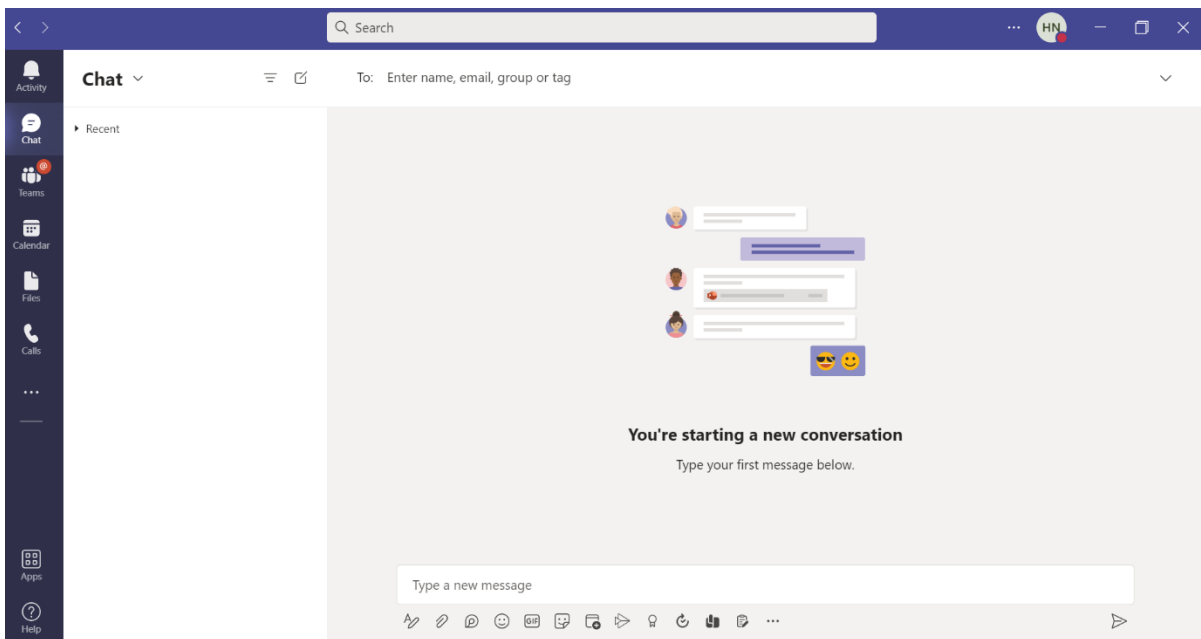 Search
HN
Activity
Chat
Teams
Calendar
Files
Calls
Apps
Help
Chat
Recent
To: Enter name, email, group or tag
You're starting a new conversation
Type your first message below.
Type a new message
GIF